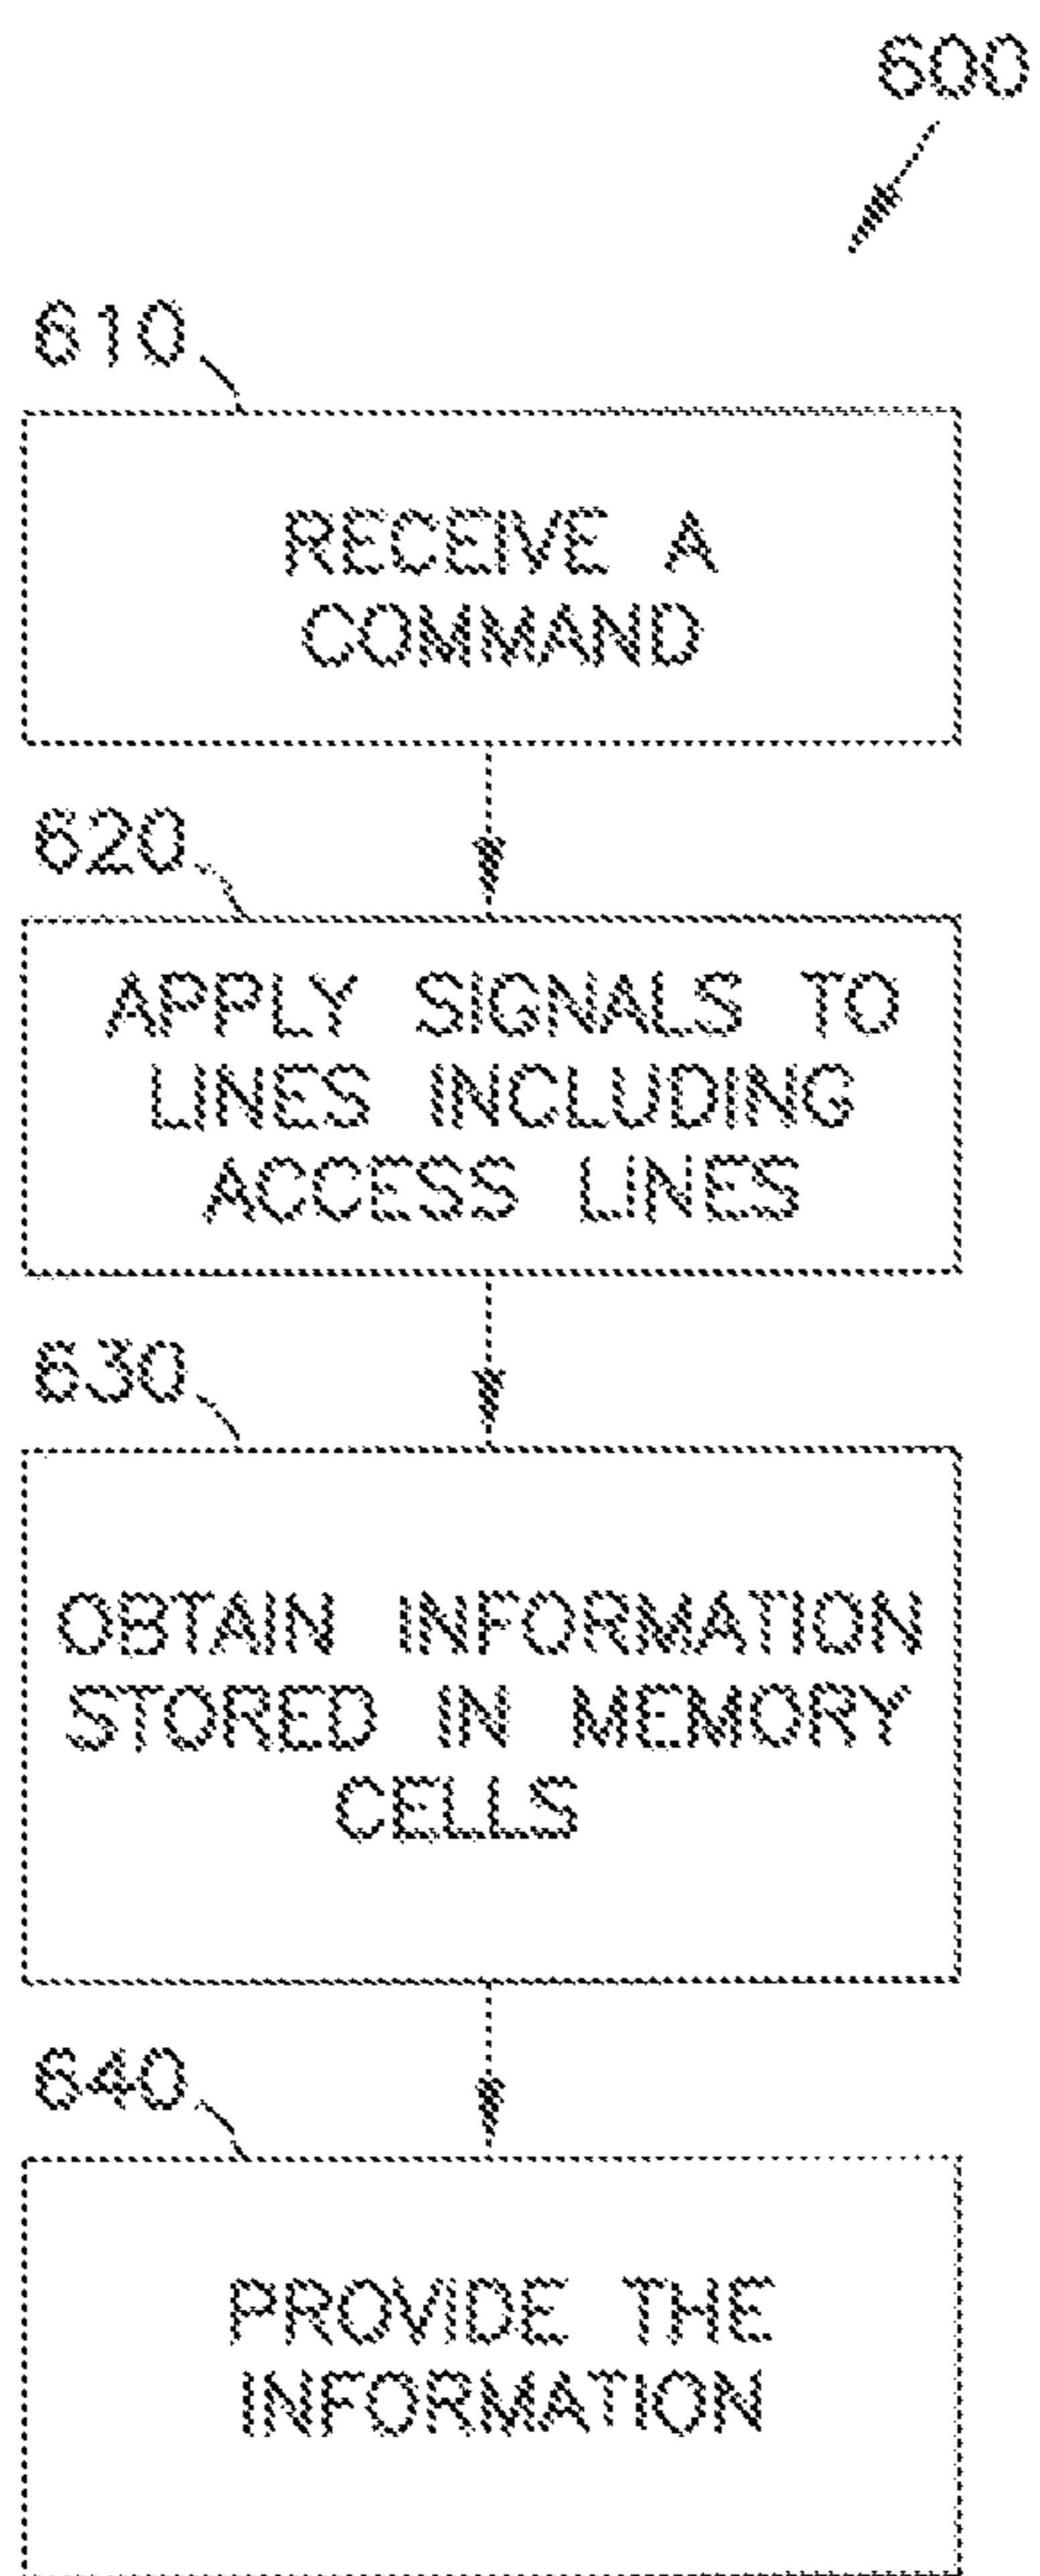 600
610
RECEIVE A
COMMAND
620
APPLY SIGNALS TO
LINES INCLUDING
ACCESS LINES
630
OBTAIN INFORMATION
STORED IN MEMORY
CELLS
640
PROVIDE THE
INFORMATION